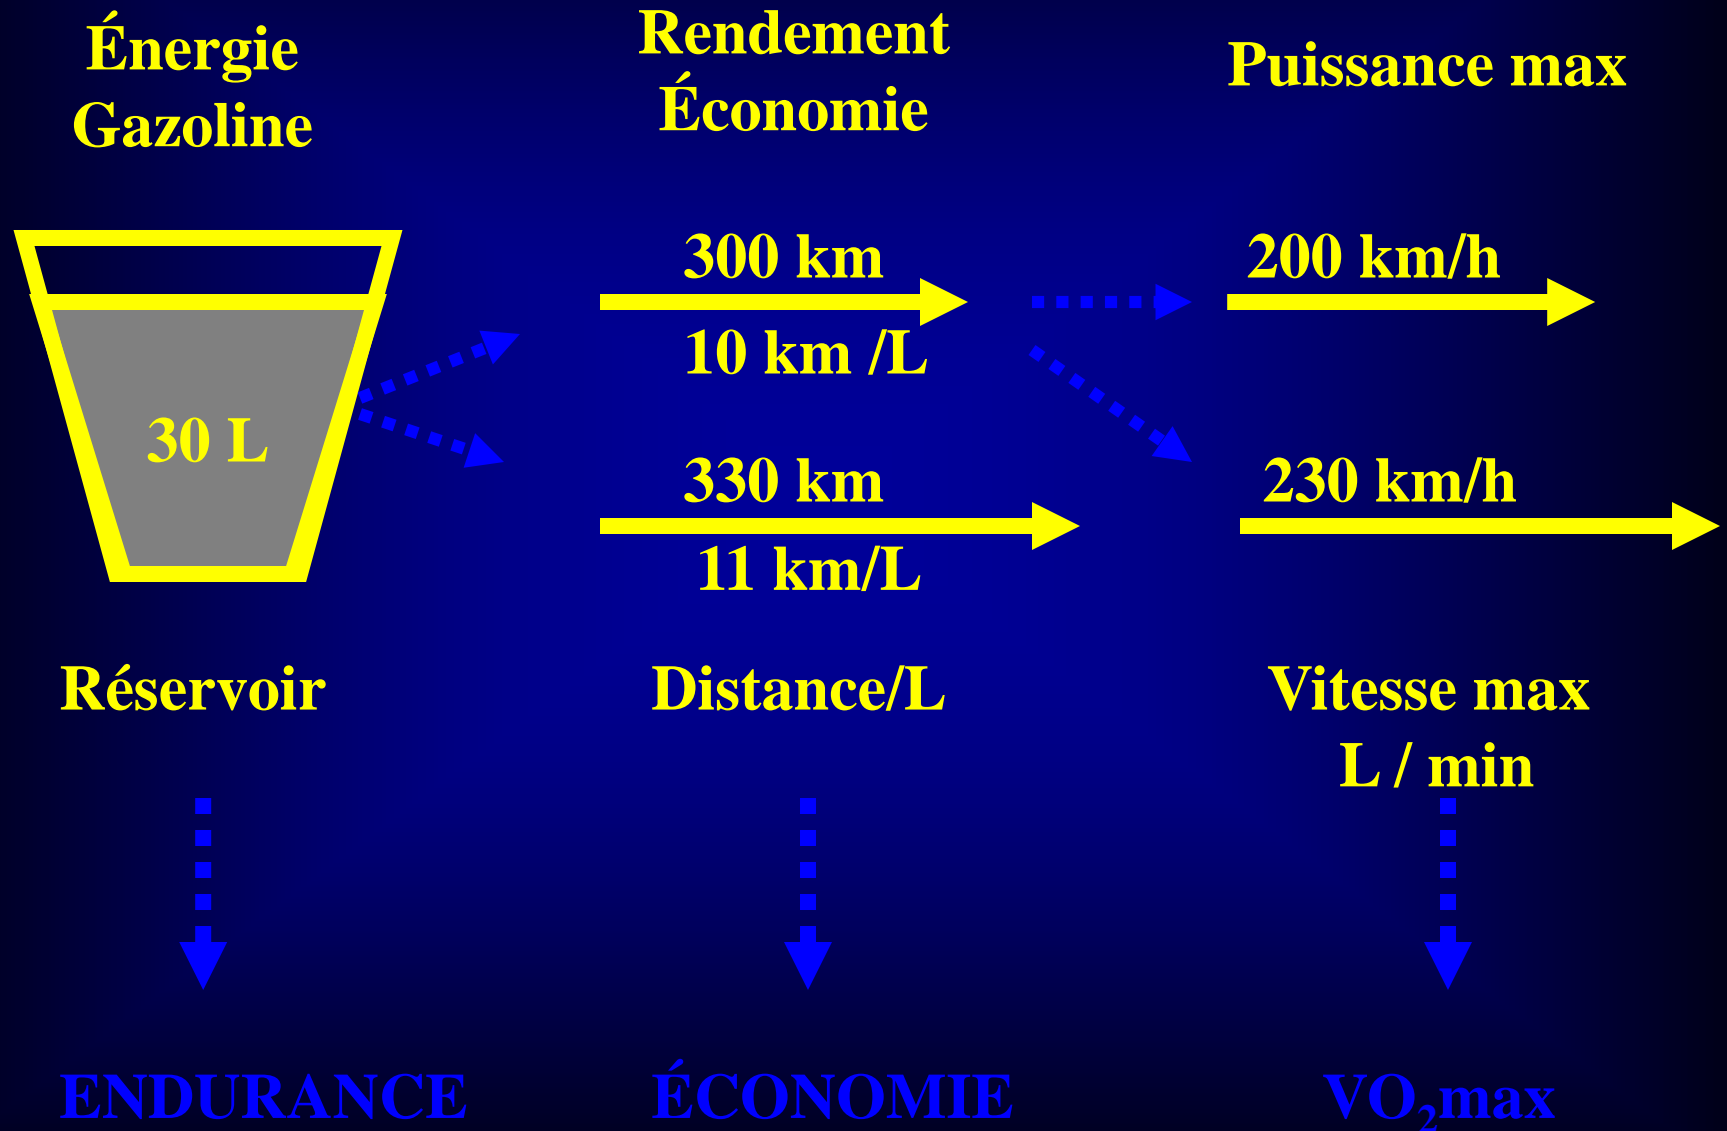 Énergie
Gazoline
Rendement
Économie
Puissance max
30 L
300 km
10 km /L
330 km
11 km/L
200 km/h
230 km/h
Réservoir
Distance/L
Vitesse max
L / min
ENDURANCE
ÉCONOMIE
VO₂max